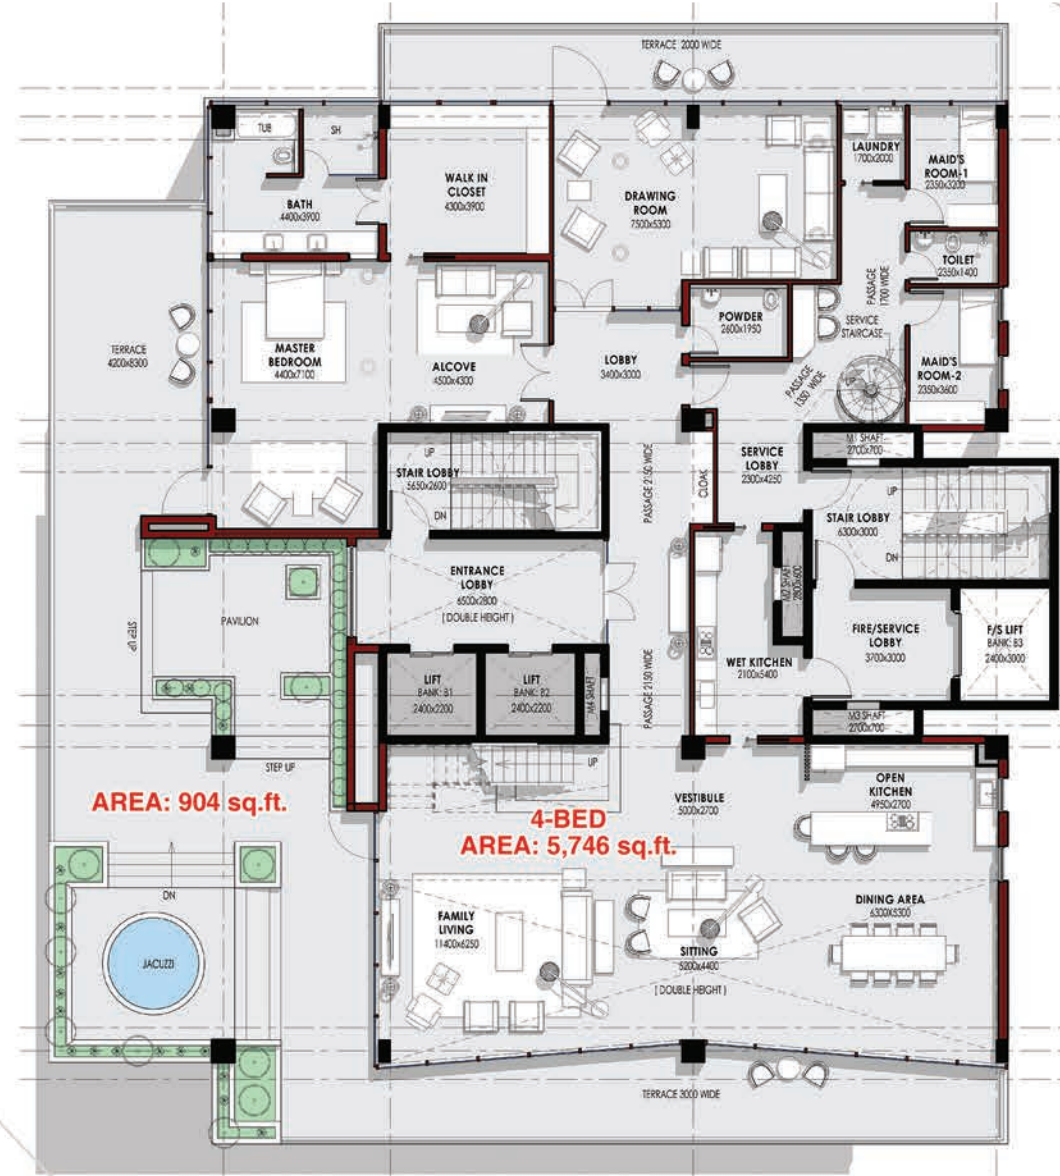 TERRACE 2000 WIDE
TUB
SH
BATH
4400x3900
WALK IN
CLOSET
4300x3900
DRAWING
ROOM
7500x5300
LAUNDRY
1700x2000
MAID'S
ROOM-1
2350x3200
TOILET
2350x1400
PASSAGE
1700 WIDE
TERRACE
4200x8300
MASTER
BEDROOM
4400x7100
ALCOVE
4500x4300
LOBBY
3400x3000
POWDER
2600x1950
SERVICE
STAIRCASE
PASSAGE
1350 WIDE
MAID'S
ROOM-2
2350x3600
UP
STAIR LOBBY
5650x2600
DN
PASSAGE 2150 WIDE
CLOAK
SERVICE
LOBBY
2300x4250
M1 SHAFT
2700x700
UP
STAIR LOBBY
6300x3000
DN
ENTRANCE
LOBBY
6500x2800
[ DOUBLE HEIGHT ]
M2 SHAFT
2800x600
STEP UP
PAVILION
FIRE/SERVICE
LOBBY
3700x3000
F/S LIFT
BANK: B3
2400x3000
WET KITCHEN
2100x5400
LIFT
BANK: B1
2400x2200
LIFT
BANK: B2
2400x2200
M4 SHAFT
PASSAGE 2150 WIDE
M3 SHAFT
2700x700
STEP UP
UP
AREA: 904 sq.ft.
4-BED
AREA: 5,746 sq.ft.
VESTIBULE
5000x2700
OPEN
KITCHEN
4950x2700
DN
JACUZZI
FAMILY
LIVING
11400x6250
SITTING
5200x4400
[ DOUBLE HEIGHT ]
DINING AREA
6300X5300
TERRACE 3000 WIDE